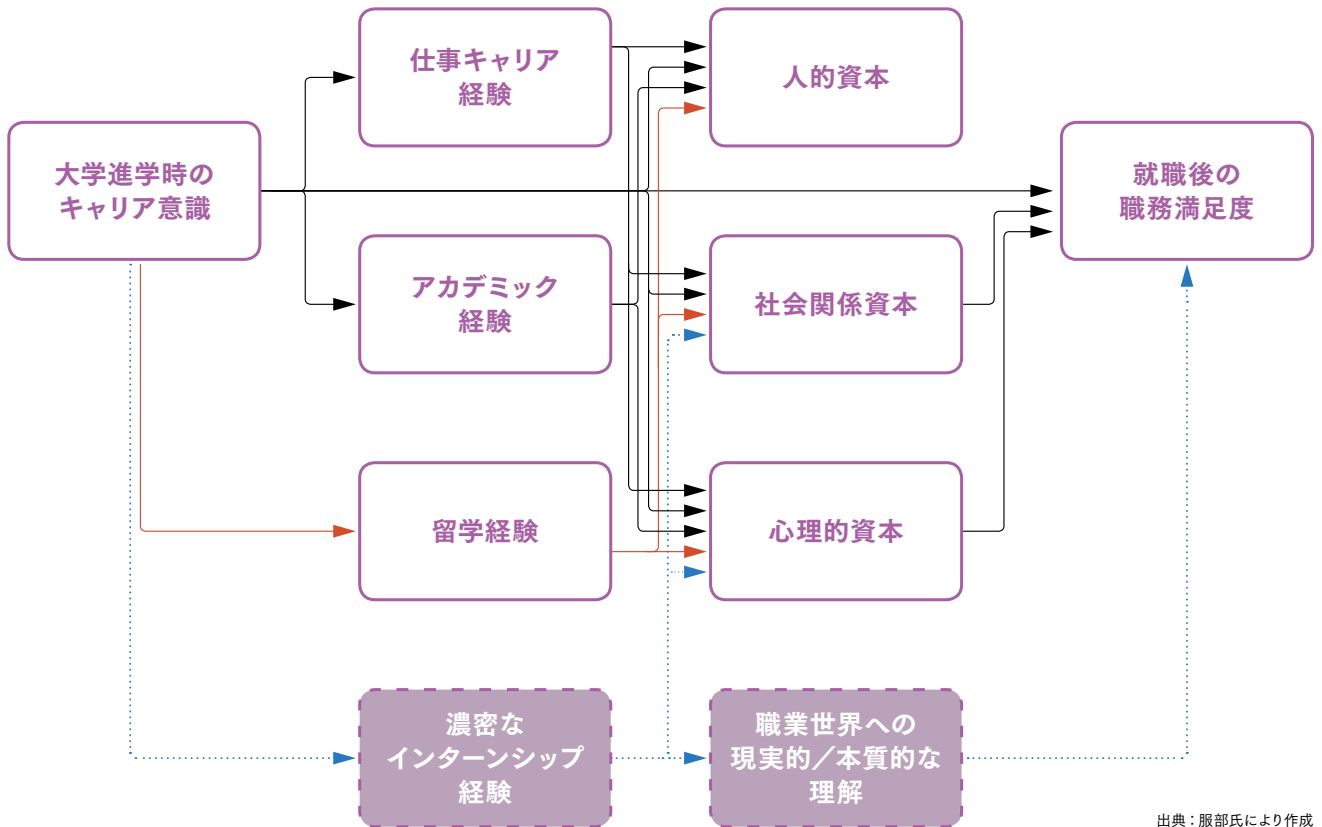 仕事キャリア
経験
人的資本
大学進学時の
キャリア意識
就職後の
職務満足度
アカデミック
経験
社会関係資本
留学経験
心理的資本
濃密な
インターンシップ
経験
職業世界への
現実的／本質的な
理解
出典：服部氏により作成